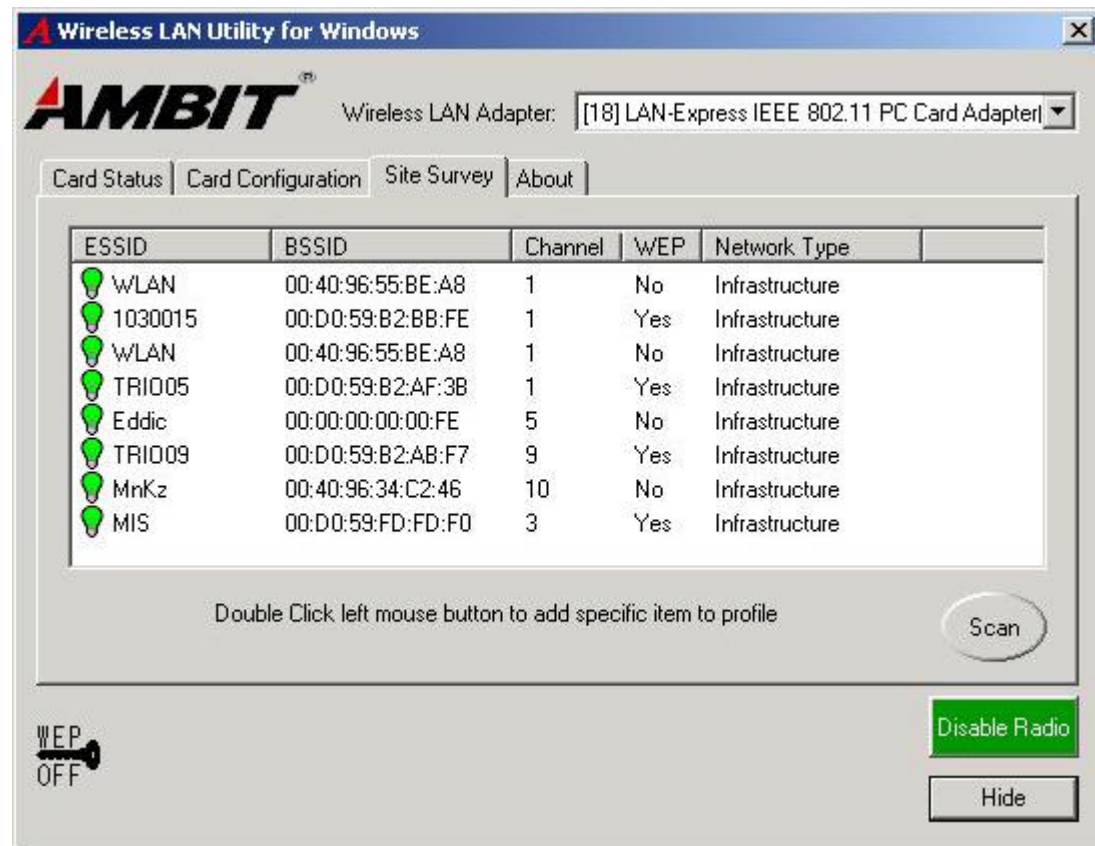 Wireless LAN Utility for Windows
AMBIT ®
Wireless LAN Adapter: [18] LAN-Express IEEE 802.11 PC Card Adapter
Card Status Card Configuration Site Survey About
ESSID BSSID Channel WEP Network Type
WLAN 00:40:96:55:BE:A8 1 No Infrastructure
1030015 00:D0:59:B2:BB:FE 1 Yes Infrastructure
WLAN 00:40:96:55:BE:A8 1 No Infrastructure
TRIO05 00:D0:59:B2:AF:3B 1 Yes Infrastructure
Eddic 00:00:00:00:00:FE 5 No Infrastructure
TRIO09 00:D0:59:B2:AB:F7 9 Yes Infrastructure
MnKz 00:40:96:34:C2:46 10 No Infrastructure
MIS 00:D0:59:FD:FD:F0 3 Yes Infrastructure
Double Click left mouse button to add specific item to profile
Scan
Disable Radio
WEP
OFF
Hide